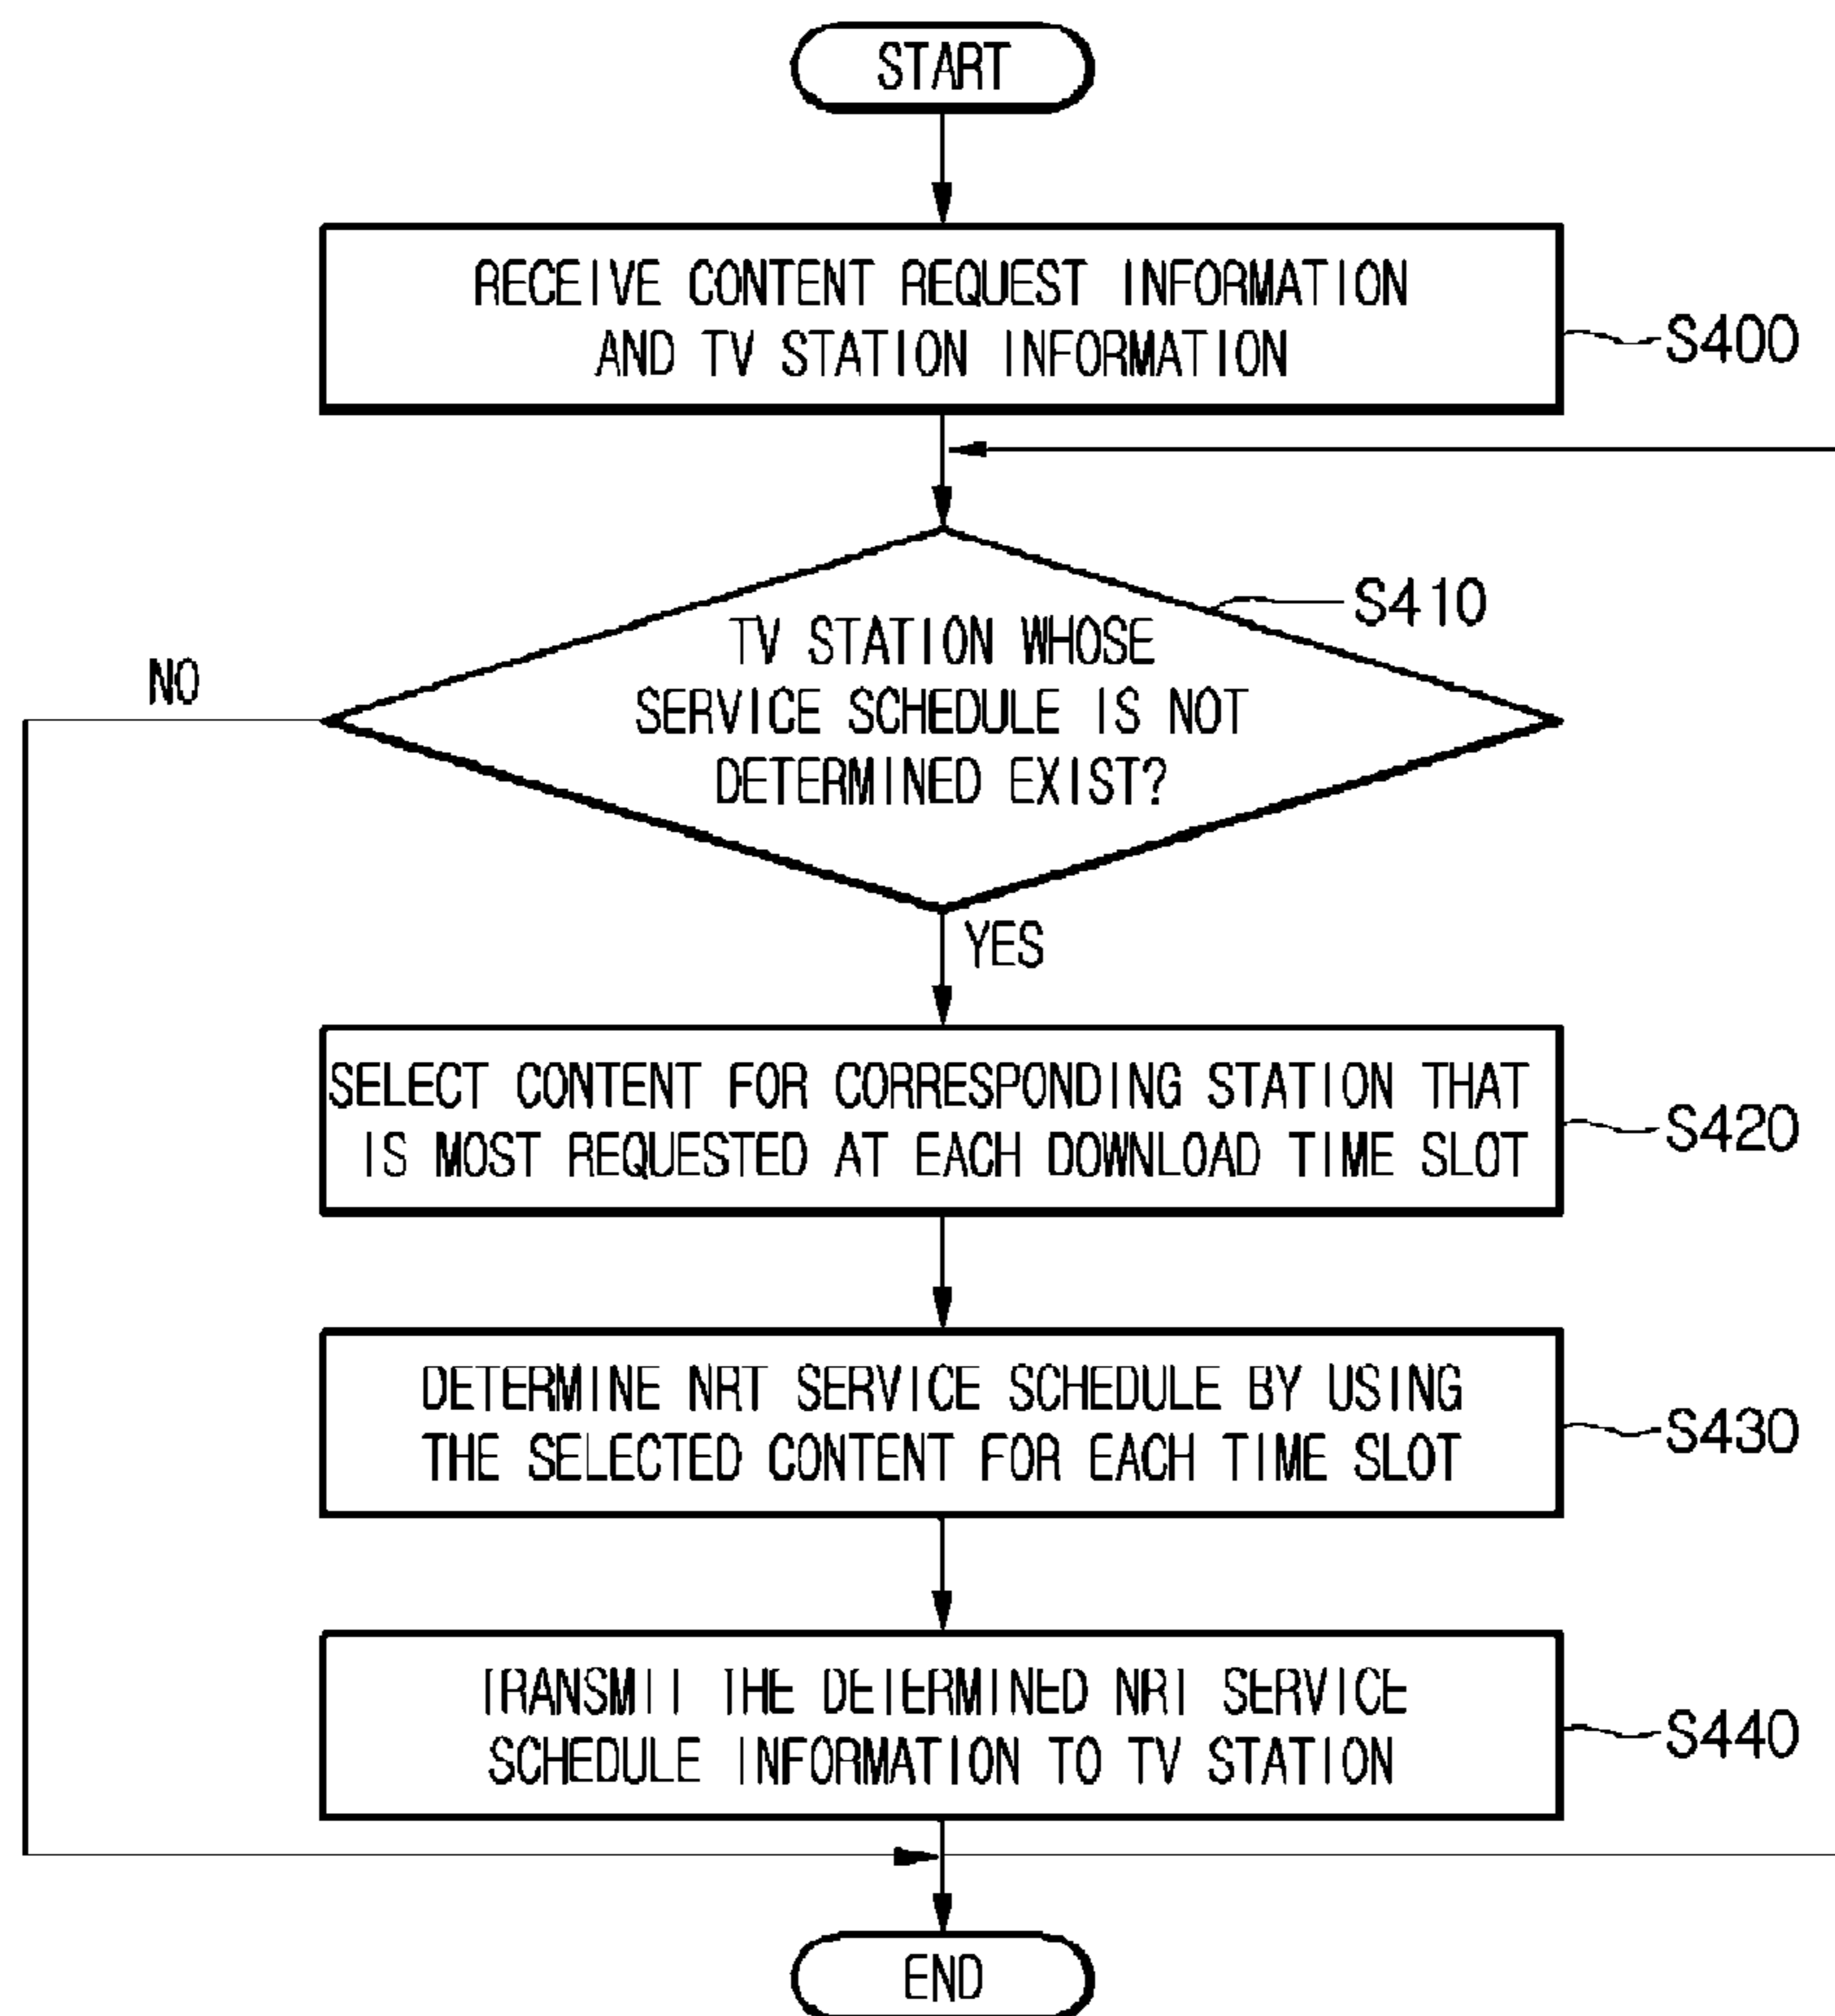 START
RECEIVE CONTENT REQUEST INFORMATION
AND TV STATION INFORMATION
S400
S410
TV STATION WHOSE
SERVICE SCHEDULE IS NOT
DETERMINED EXIST?
NO
YES
SELECT CONTENT FOR CORRESPONDING STATION THAT
IS MOST REQUESTED AT EACH DOWNLOAD TIME SLOT
S420
DETERMINE NRT SERVICE SCHEDULE BY USING
THE SELECTED CONTENT FOR EACH TIME SLOT
S430
TRANSMIT THE DETERMINED NRT SERVICE
SCHEDULE INFORMATION TO TV STATION
S440
END